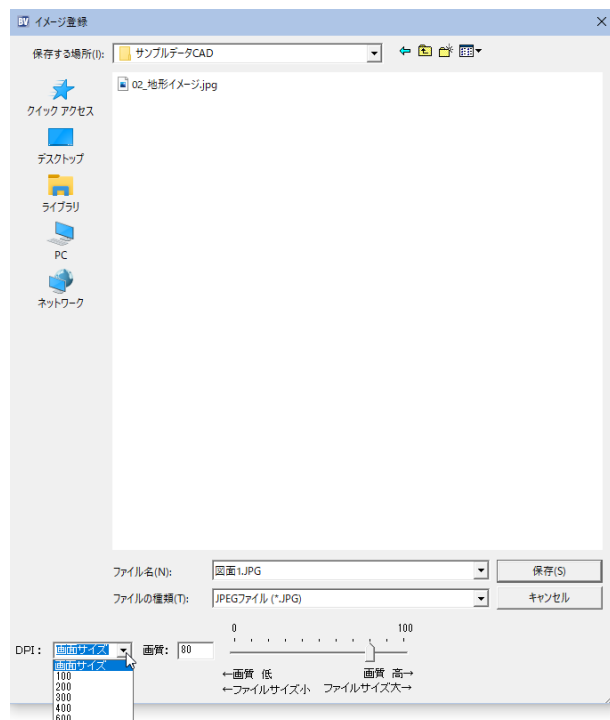 BV イメージ登録
保存する場所(I): サンプルデータCAD
02_地形イメージ.jpg
クイック アクセス
デスクトップ
ライブラリ
PC
ネットワーク
ファイル名(N): 図面1.JPG 保存(S)
ファイルの種類(T): JPEGファイル (*.JPG) キャンセル
0 100
DPI: 画面サイズ 画質: 80
画面サイズ
100
200
300
400
600
←画質 低 画質 高→
←ファイルサイズ小 ファイルサイズ大→